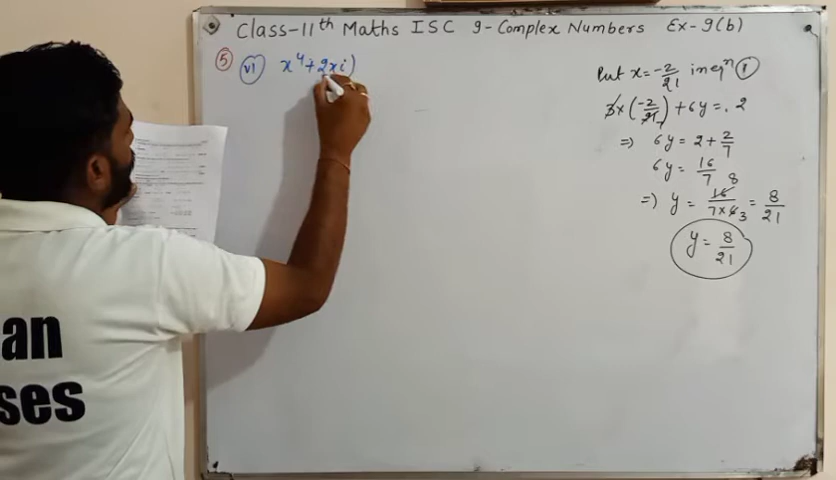 Class-11th Maths ISC 9-Complex Numbers Ex-9(b)
5 vi x⁴+2xi)
Put x=-2/21 in eqⁿ 1
3×(-2/21)+6y=.2
=) 6y=2+2/7
6y=16/7
=) y=16/7×6 8 3 =8/21
y=8/21
an
ses